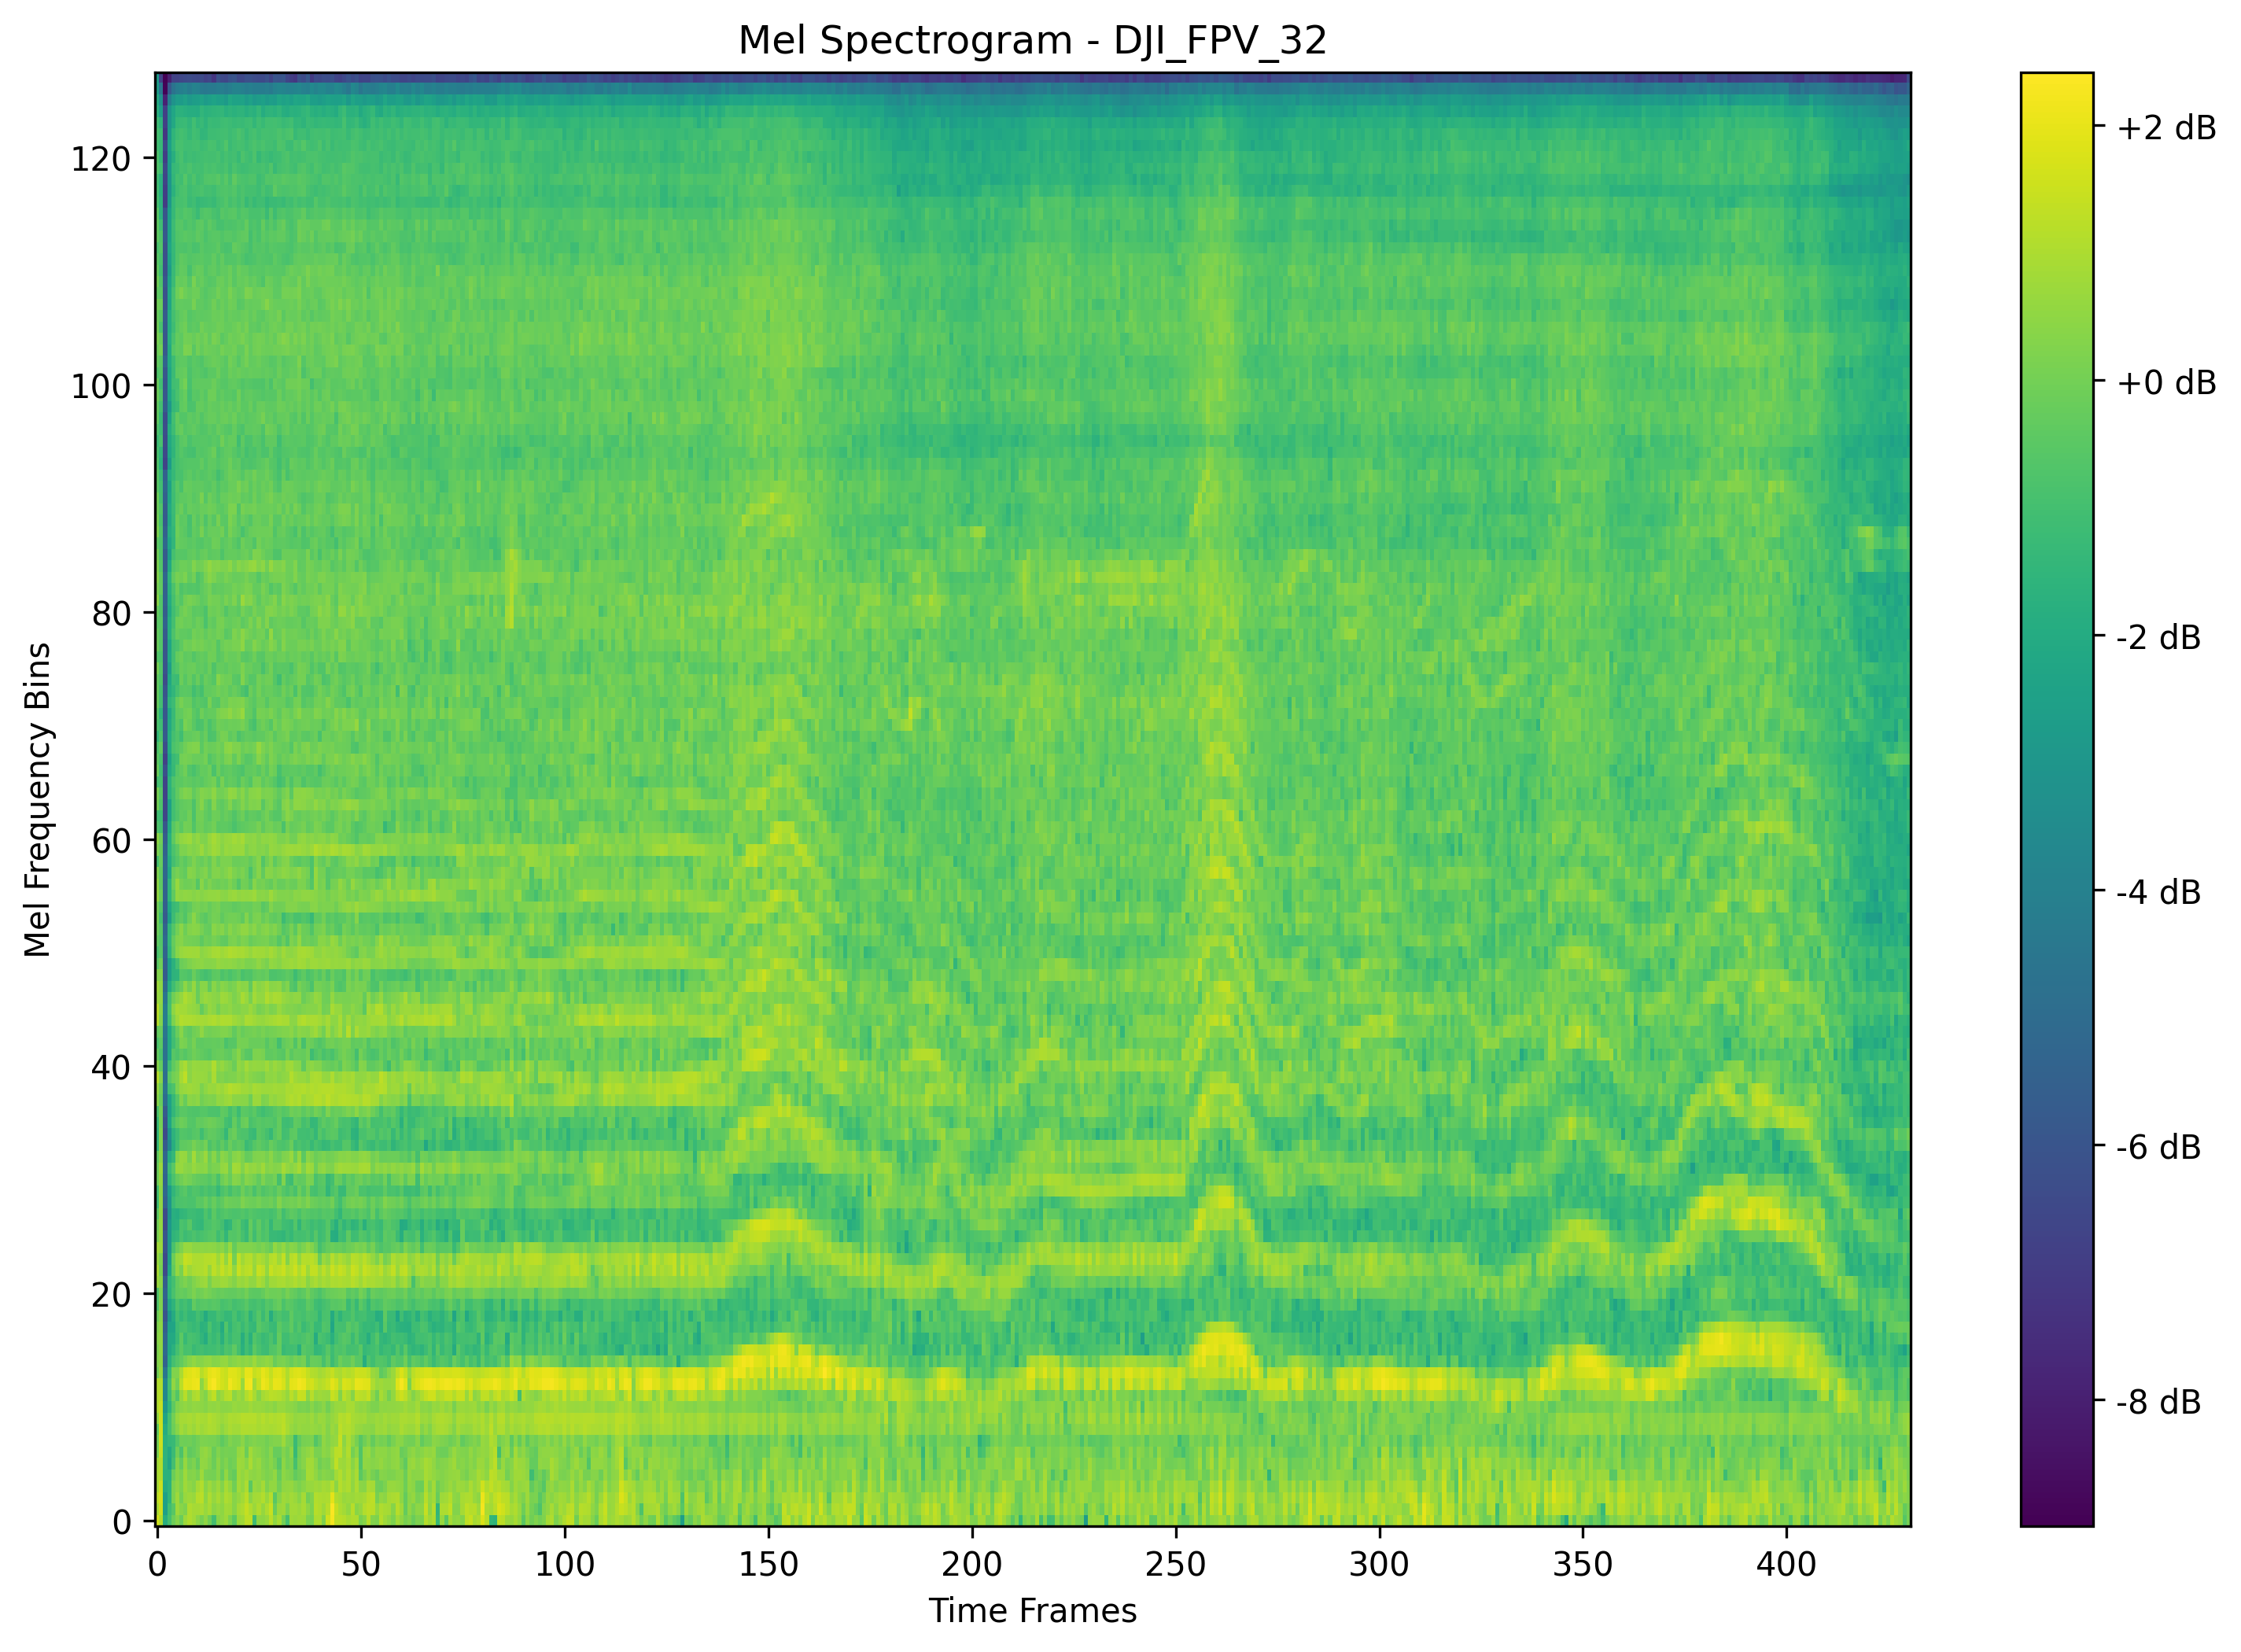 Mel Spectrogram - DJI_FPV_32
Mel Frequency Bins
120
100
80
60
40
20
0
0 50 100 150 200 250 300 350 400
Time Frames
+2 dB
+0 dB
-2 dB
-4 dB
-6 dB
-8 dB